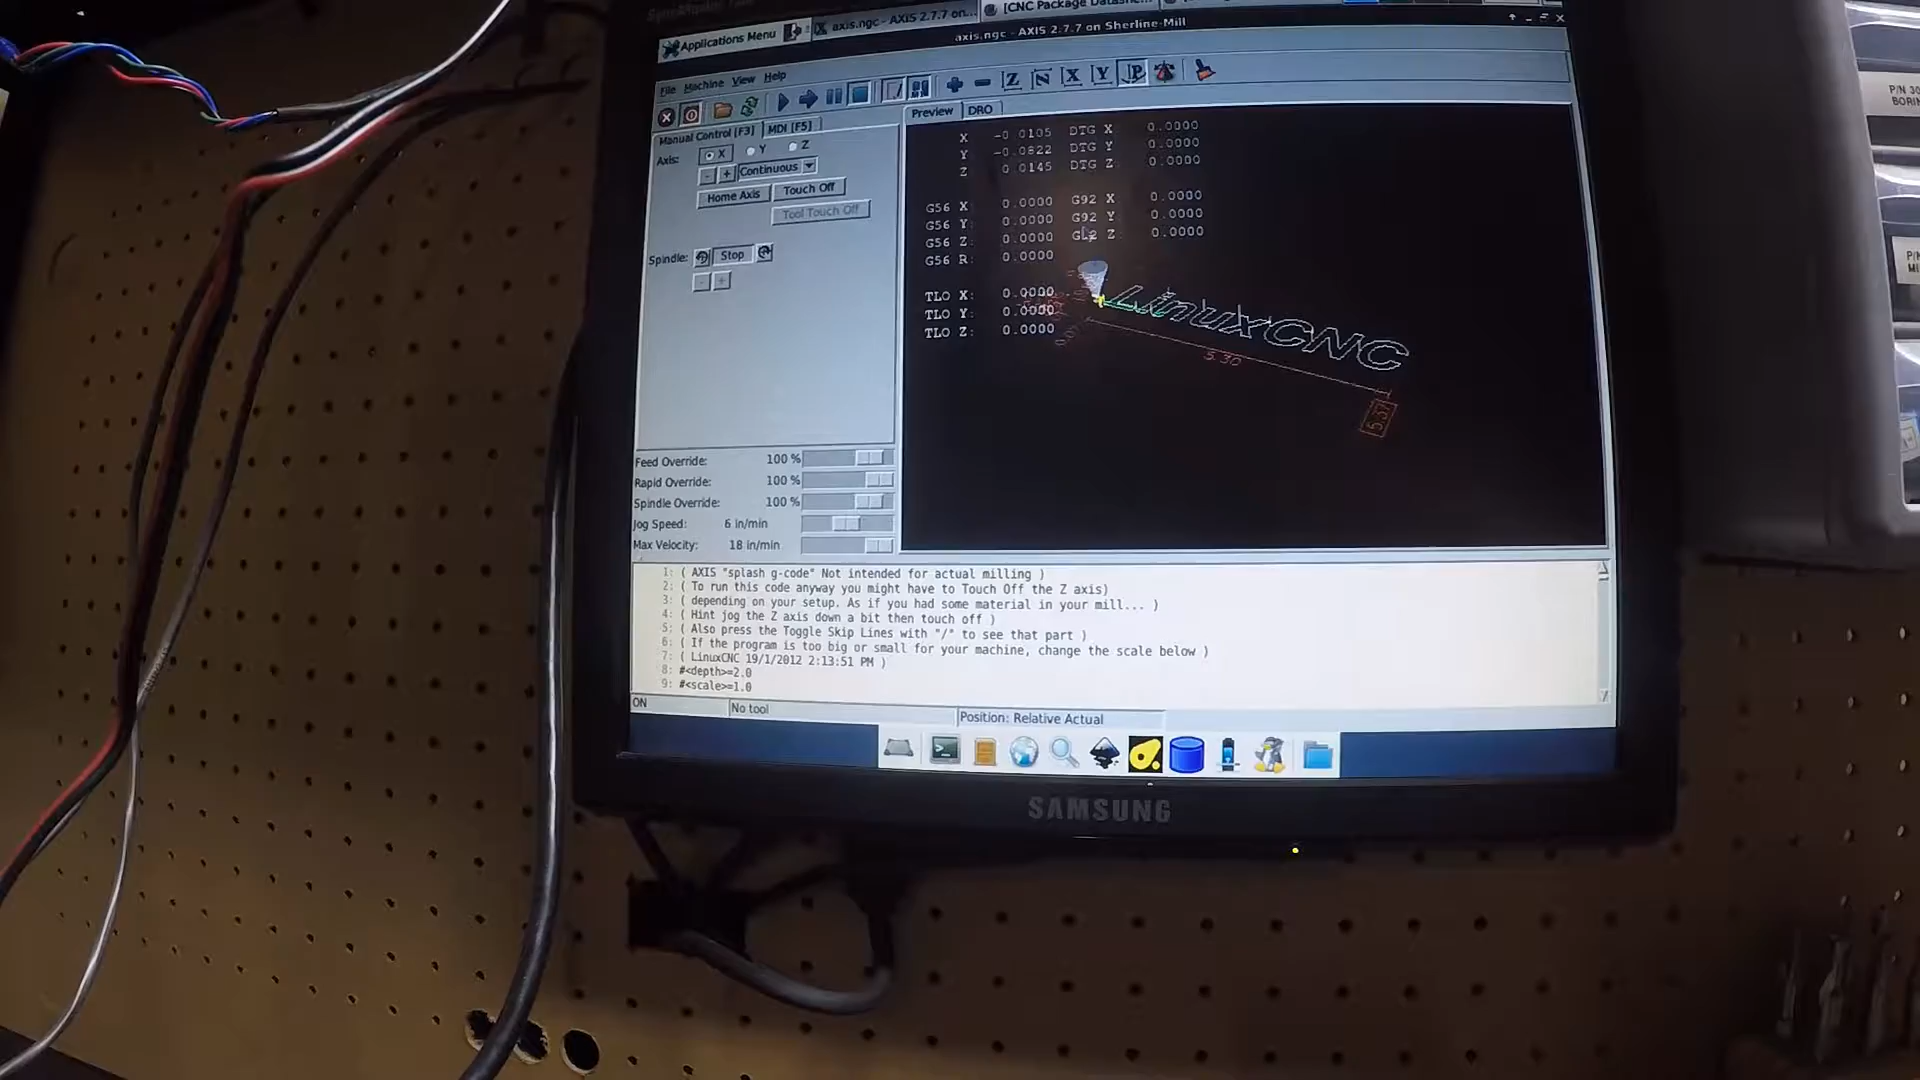 SyncMaster
Applications Menu
axis.ngc - AXIS 2.7.7 on...
[CNC Package Datashe...
axis.ngc - AXIS 2.7.7 on Sherline-Mill
File Machine View Help
Manual Control [F3] MDI [F5]
Preview DRO
Axis: X Y Z
- + Continuous
Home Axis Touch Off
Tool Touch Off
Spindle: Stop
- +
X -0.0105 DTG X 0.0000
Y -0.0822 DTG Y 0.0000
Z 0.0145 DTG Z 0.0000
G56 X: 0.0000 G92 X 0.0000
G56 Y: 0.0000 G92 Y 0.0000
G56 Z: 0.0000 G92 Z: 0.0000
G56 R: 0.0000
TLO X: 0.0000
TLO Y: 0.0000
TLO Z: 0.0000
LinuxCNC
5.30
5.37
Feed Override: 100 %
Rapid Override: 100 %
Spindle Override: 100 %
Jog Speed: 6 in/min
Max Velocity: 18 in/min
1: ( AXIS "splash g-code" Not intended for actual milling )
2: ( To run this code anyway you might have to Touch Off the Z axis)
3: ( depending on your setup. As if you had some material in your mill... )
4: ( Hint jog the Z axis down a bit then touch off )
5: ( Also press the Toggle Skip Lines with "/" to see that part )
6: ( If the program is too big or small for your machine, change the scale below )
7: ( LinuxCNC 19/1/2012 2:13:51 PM )
8: #<depth>=2.0
9: #<scale>=1.0
ON No tool Position: Relative Actual
SAMSUNG
P/N 30
BORIN
P/N